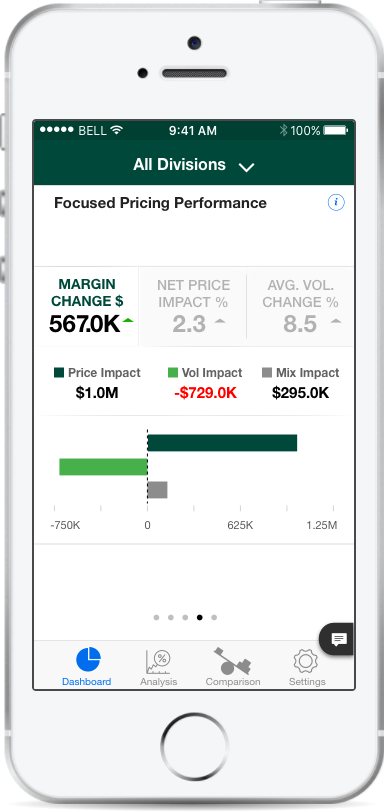 BELL 9:41 AM 100%
All Divisions
Focused Pricing Performance i
MARGIN NET PRICE AVG. VOL.
CHANGE $ IMPACT % CHANGE %
567.0K 2.3 8.5
Price Impact Vol Impact Mix Impact
$1.0M -$729.0K $295.0K
-750K 0 625K 1.25M
%
Dashboard Analysis Comparison Settings